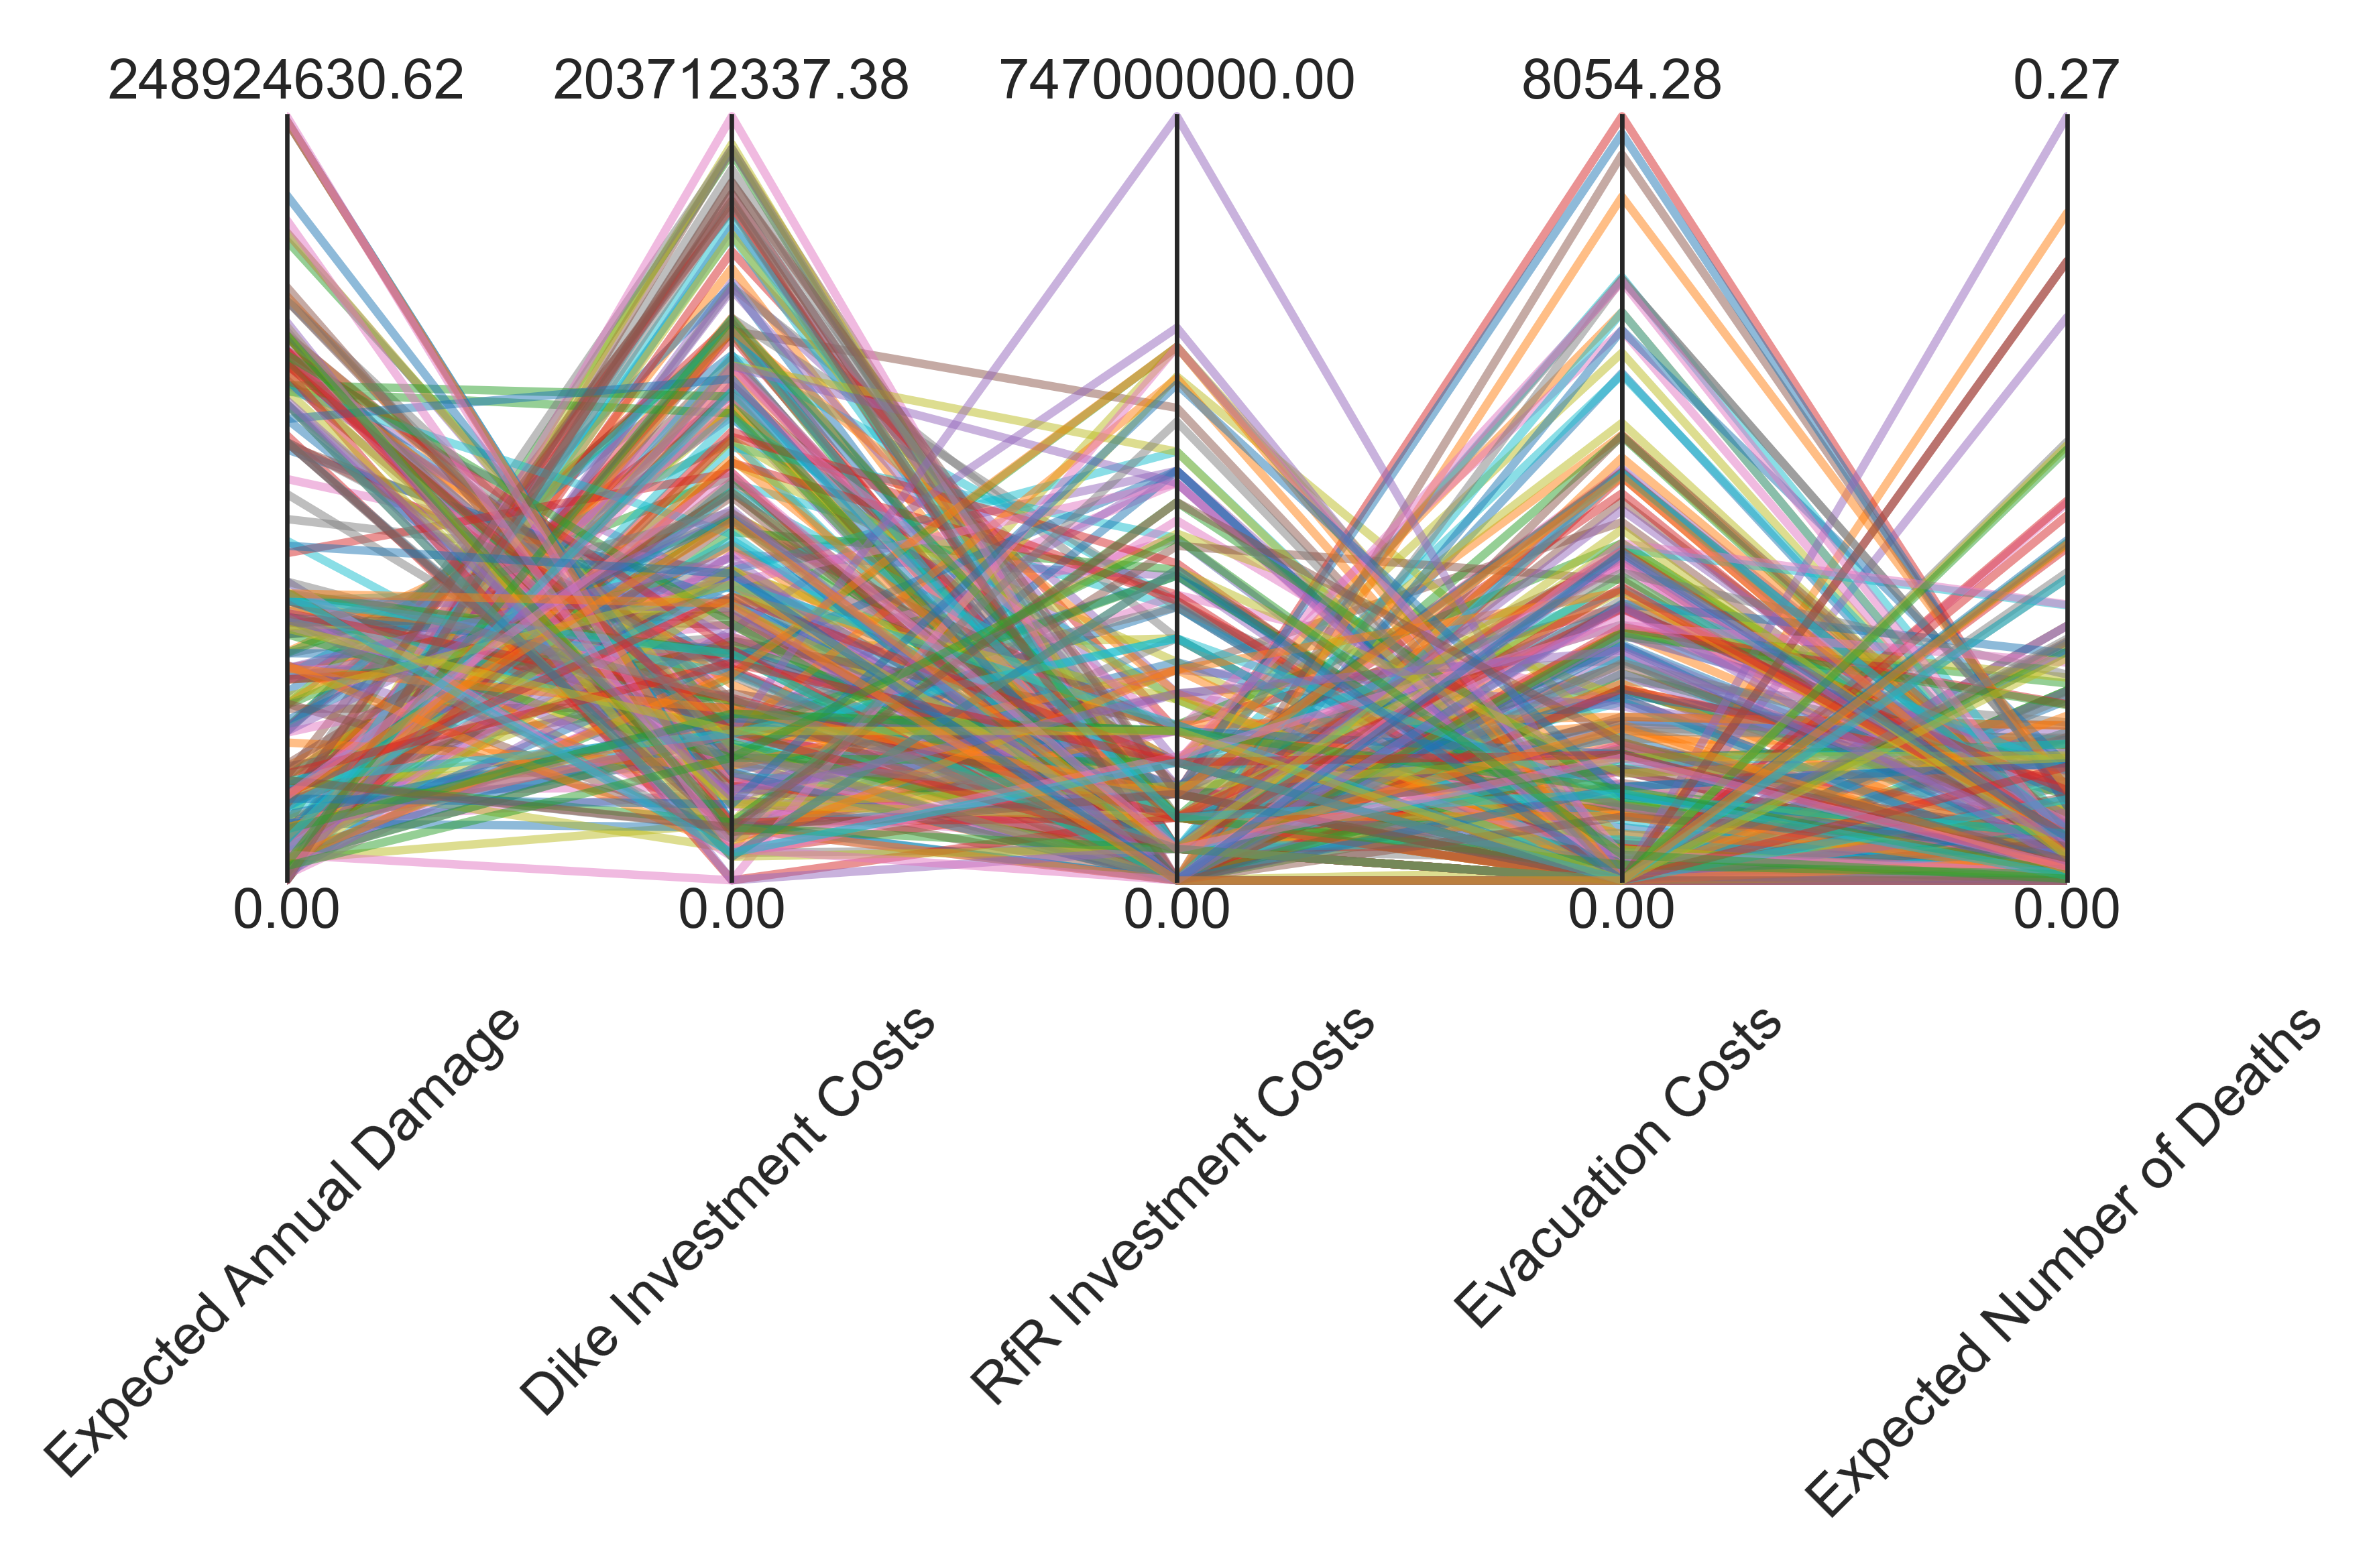 248924630.62
203712337.38
747000000.00
8054.28
0.27
0.00
0.00
0.00
0.00
0.00
Expected Annual Damage
Dike Investment Costs
RfR Investment Costs
Evacuation Costs
Expected Number of Deaths